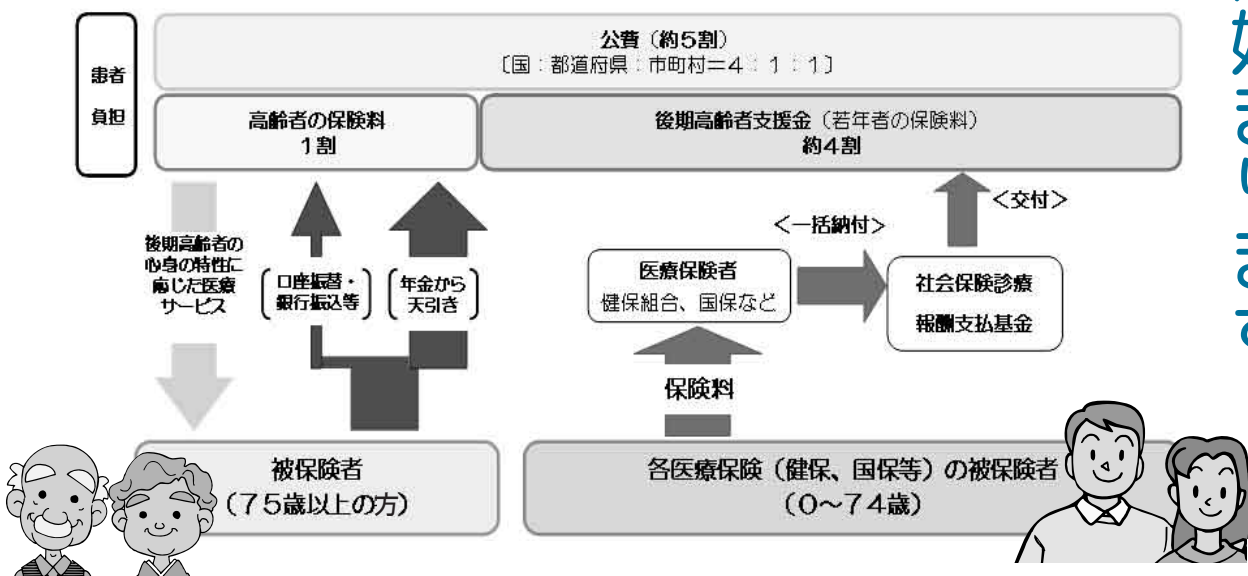 患者
負担
公費（約5割）
〔国：都道府県：市町村＝4：1：1〕
高齢者の保険料
1割
後期高齢者支援金（若年者の保険料）
約4割
後期高齢者の
心身の特性に
応じた医療
サービス
口座振替・
銀行振込等
年金から
天引き
＜交付＞
＜一括納付＞
医療保険者
健保組合、国保など
社会保険診療
報酬支払基金
保険料
被保険者
（75歳以上の方）
各医療保険（健保、国保等）の被保険者
（0～74歳）
始まります